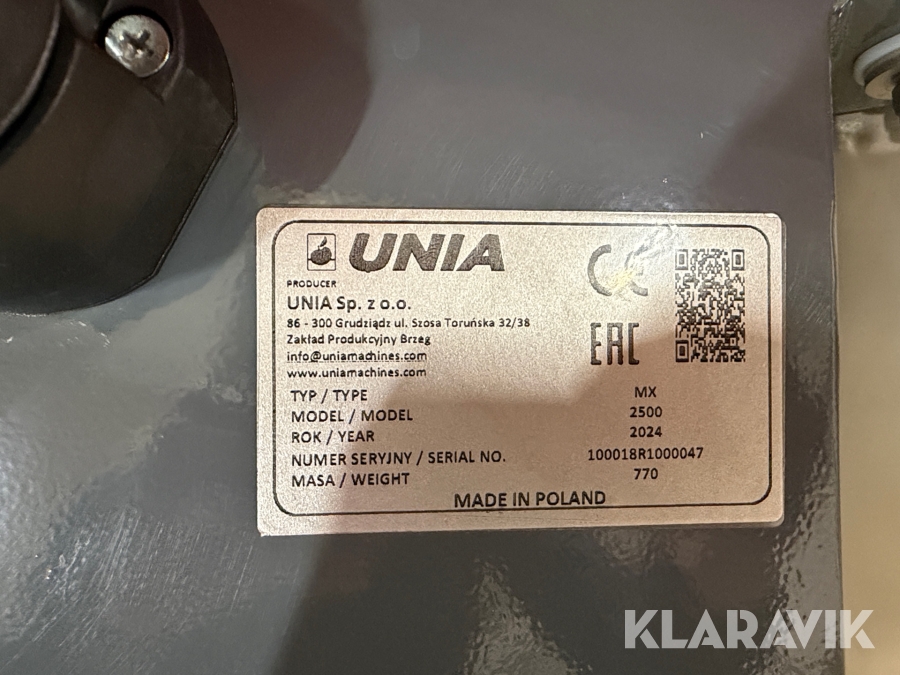 UNIA
PRODUCER
UNIA Sp. z o.o.
86 - 300 Grudziądz ul. Szosa Toruńska 32/38
Zakład Produkcyjny Brzeg
info@uniamachines.com
www.uniamachines.com
CE
EAC
TYP / TYPE MX
MODEL / MODEL 2500
ROK / YEAR 2024
NUMER SERYJNY / SERIAL NO. 100018R1000047
MASA / WEIGHT 770
MADE IN POLAND
KLARAVIK